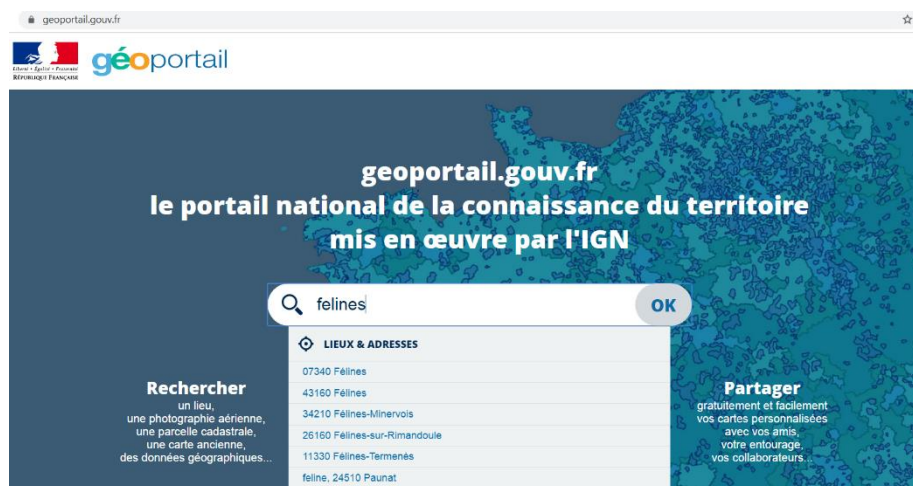 geoportail.gouv.fr
Liberté • Égalité • Fraternité
RÉPUBLIQUE FRANÇAISE
géoportail
geoportail.gouv.fr
le portail national de la connaissance du territoire
mis en œuvre par l'IGN
felines
OK
LIEUX & ADRESSES
07340 Félines
43160 Félines
34210 Félines-Minervois
26160 Félines-sur-Rimandoule
11330 Félines-Termenès
feline, 24510 Paunat
Rechercher
un lieu,
une photographie aérienne,
une parcelle cadastrale,
une carte ancienne,
des données géographiques...
Partager
gratuitement et facilement
vos cartes personnalisées
avec vos amis,
votre entourage,
vos collaborateurs...